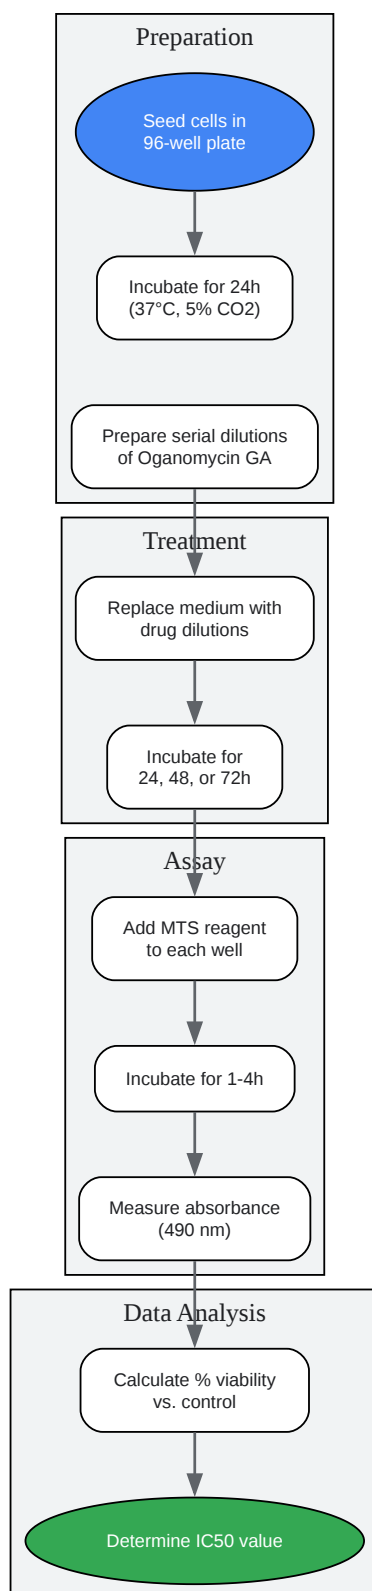 Preparation
Seed cells in
96-well plate
Incubate for 24h
(37°C, 5% CO2)
Prepare serial dilutions
of Oganomycin GA
Treatment
Replace medium with
drug dilutions
Incubate for
24, 48, or 72h
Assay
Add MTS reagent
to each well
Incubate for 1-4h
Measure absorbance
(490 nm)
Data Analysis
Calculate % viability
vs. control
Determine IC50 value